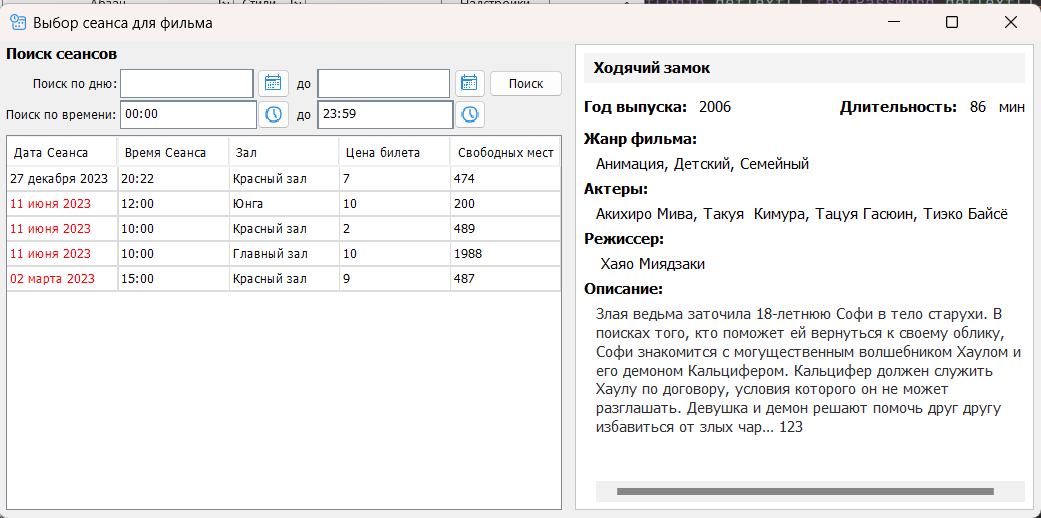 Абзац
Стили
Надстройки
Выбор сеанса для фильма
Поиск сеансов
Поиск по дню: до Поиск
Поиск по времени: 00:00 до 23:59
Дата Сеанса Время Сеанса Зал Цена билета Свободных мест
27 декабря 2023 20:22 Красный зал 7 474
11 июня 2023 12:00 Юнга 10 200
11 июня 2023 10:00 Красный зал 2 489
11 июня 2023 10:00 Главный зал 10 1988
02 марта 2023 15:00 Красный зал 9 487
Ходячий замок
Год выпуска: 2006 Длительность: 86 мин
Жанр фильма:
Анимация, Детский, Семейный
Актеры:
Акихиро Мива, Такуя Кимура, Тацуя Гасюин, Тиэко Байсё
Режиссер:
Хаяо Миядзаки
Описание:
Злая ведьма заточила 18-летнюю Софи в тело старухи. В
поисках того, кто поможет ей вернуться к своему облику,
Софи знакомится с могущественным волшебником Хаулом и
его демоном Кальцифером. Кальцифер должен служить
Хаулу по договору, условия которого он не может
разглашать. Девушка и демон решают помочь друг другу
избавиться от злых чар... 123